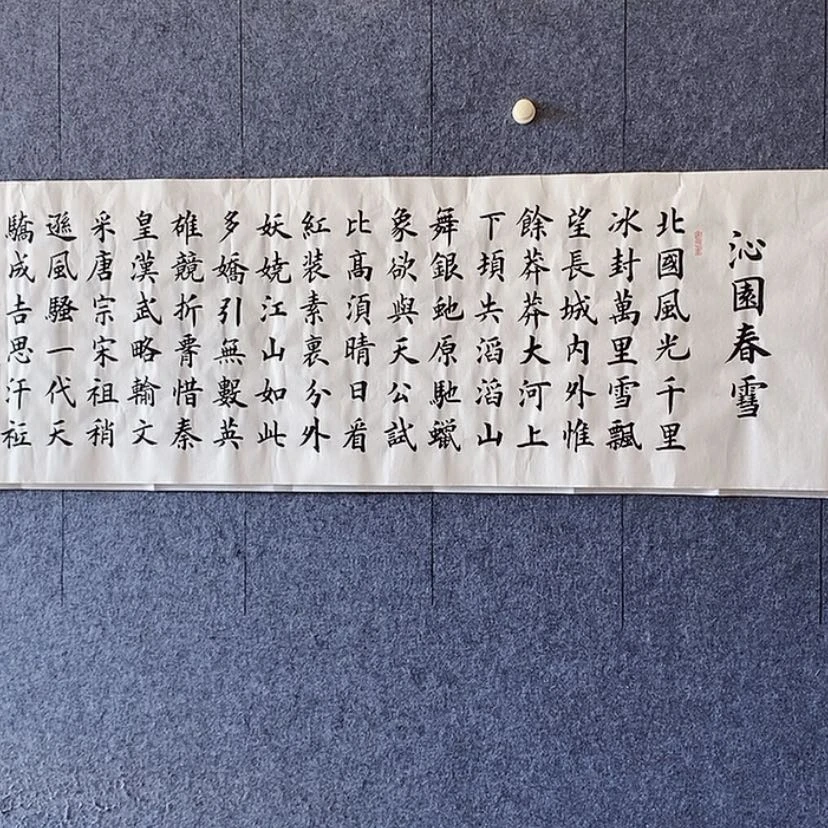 沁園春雪
北國風光千里
冰封萬里雪飄
望長城內外惟
餘莽莽大河上
下頓失滔滔山
舞銀虵原馳蠟
象欲與天公試
比高須晴日看
紅裝素裹分外
妖嬈江山如此
多嬌引無數英
雄競折腰惜秦
皇漢武略輸文
采唐宗宋祖稍
遜風騷一代天
驕成吉思汗祗